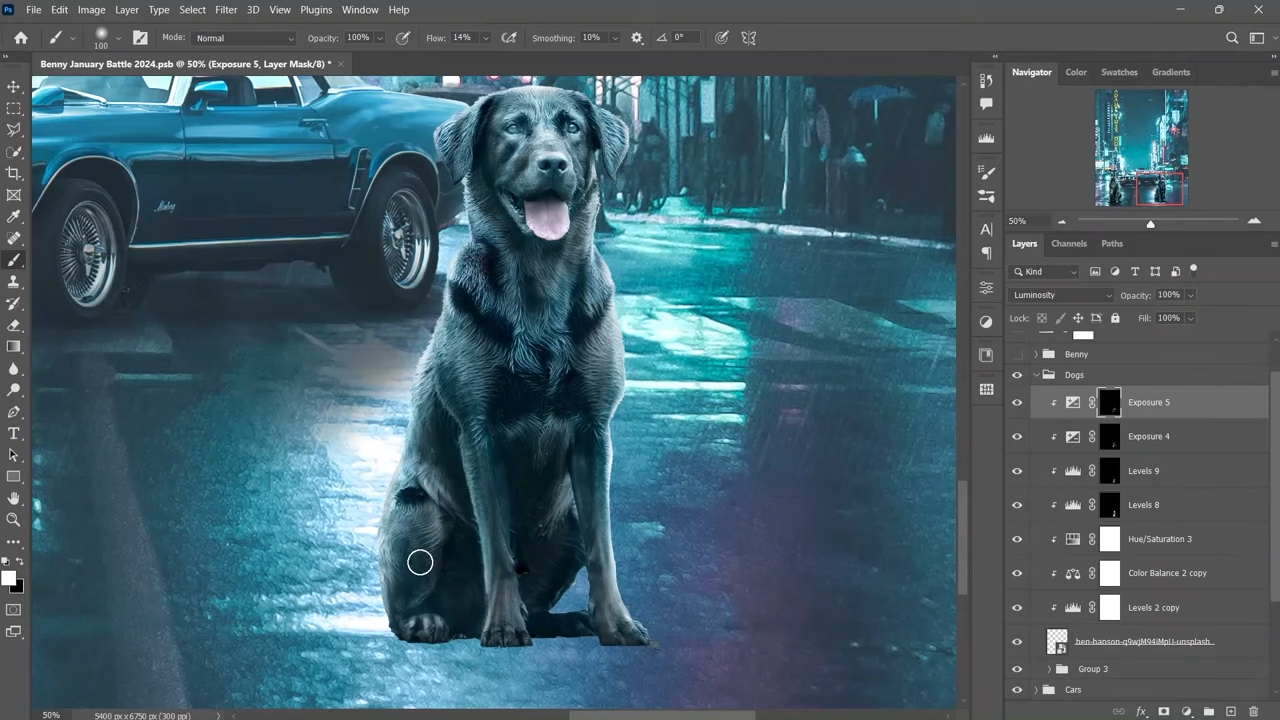 Ps File Edit Image Layer Type Select Filter 3D View Plugins Window Help
100 Mode: Normal Opacity: 100% Flow: 14% Smoothing: 10% 0°
Benny January Battle 2024.psb @ 50% (Exposure 5, Layer Mask/8) *
Navigator Color Swatches Gradients
50%
Layers Channels Paths
Kind
Luminosity Opacity: 100%
Lock: Fill: 100%
Benny
Dogs
Exposure 5
Exposure 4
Levels 9
Levels 8
Hue/Saturation 3
Color Balance 2 copy
Levels 2 copy
Group 3
Cars
50% 5400 px x 6750 px (300 ppi)